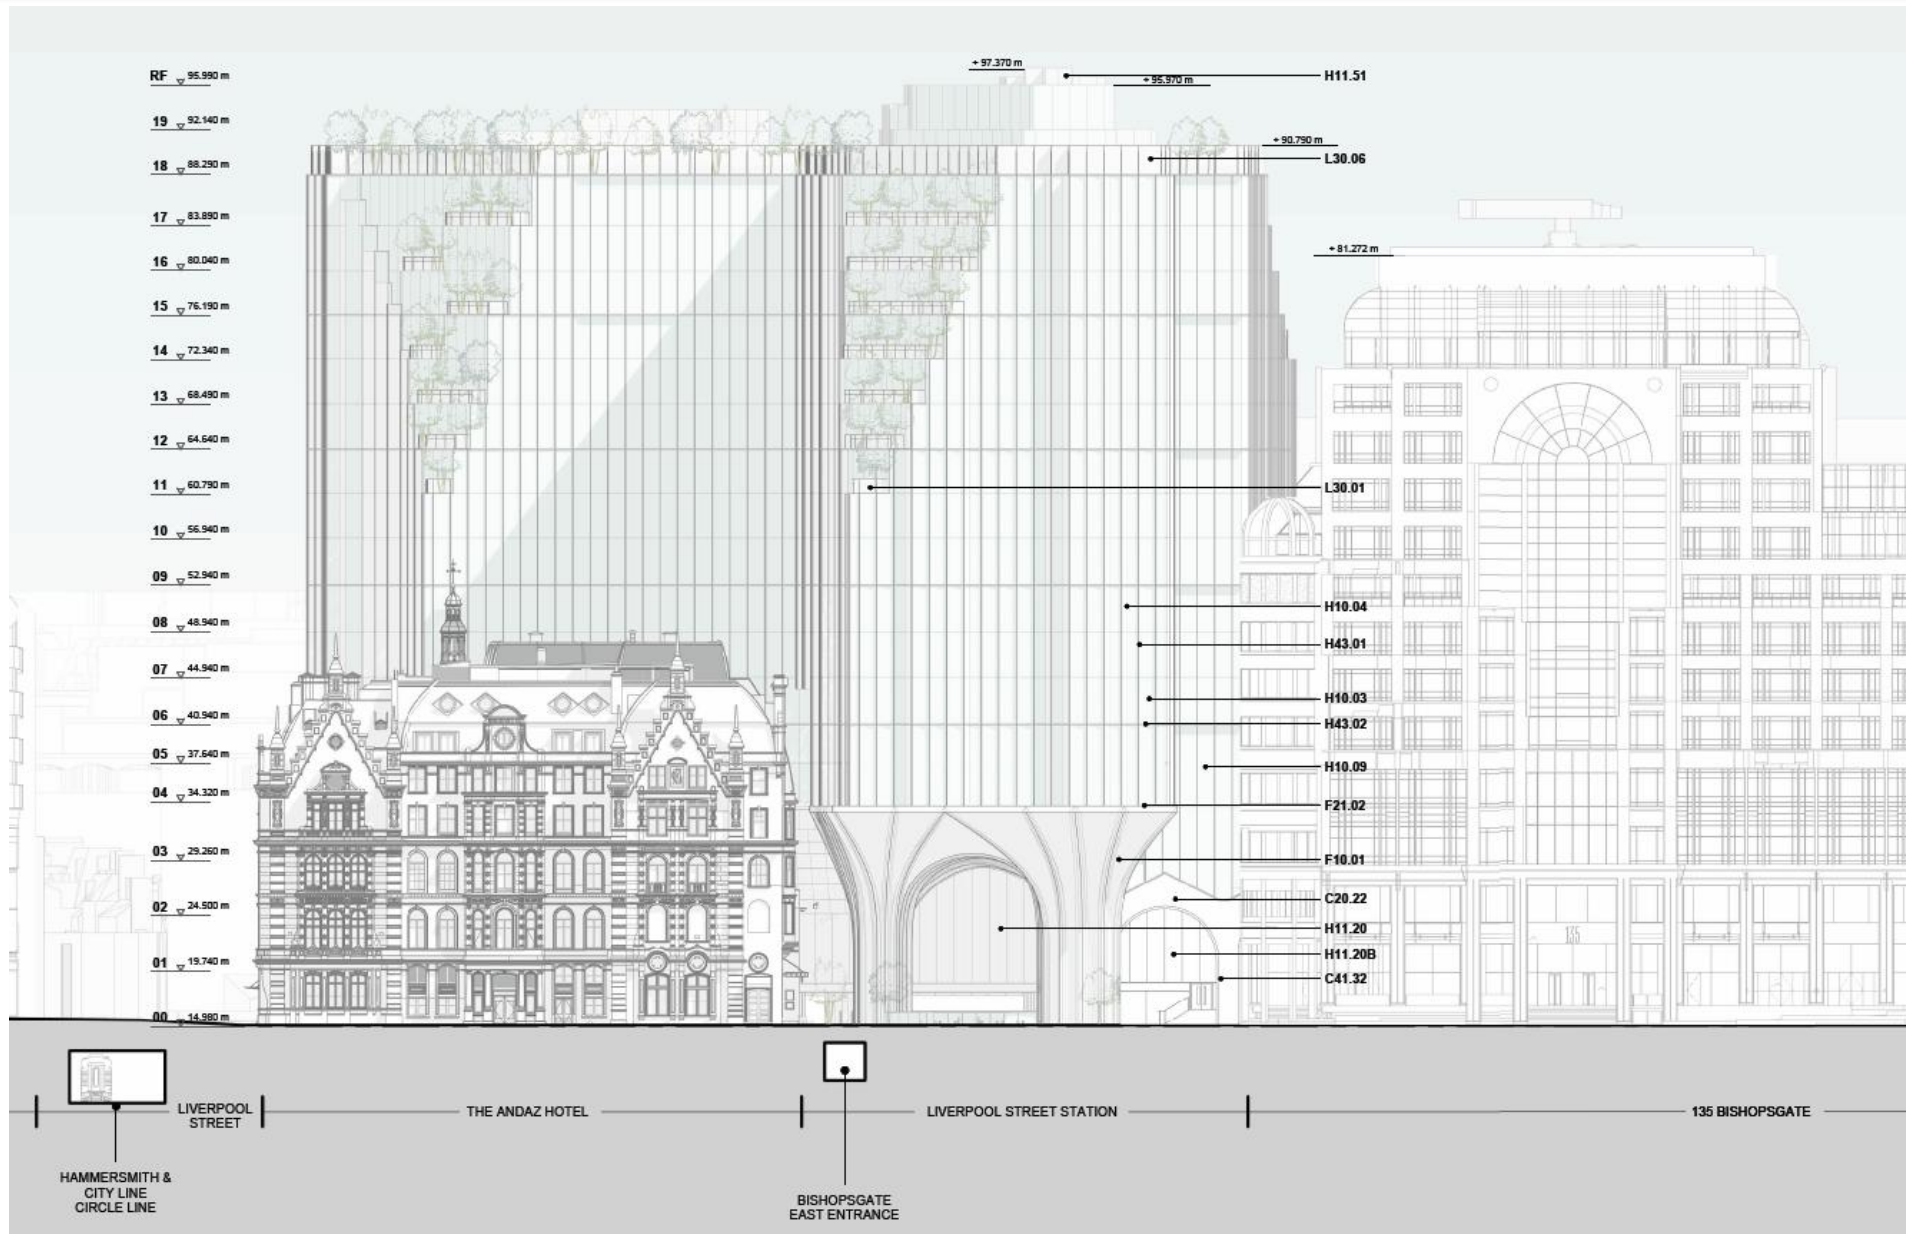 + 97.370 m
RF 95.990 m
H11.51
+ 95.970 m
19 92.140 m
+ 90.790 m
18 88.290 m
L30.06
17 83.890 m
+ 81.272 m
16 80.040 m
15 76.190 m
14 72.340 m
13 68.490 m
12 64.640 m
11 60.790 m
L30.01
10 56.940 m
09 52.940 m
H10.04
08 48.940 m
H43.01
07 44.940 m
H10.03
06 40.940 m
H43.02
05 37.640 m
H10.09
04 34.320 m
F21.02
03 29.260 m
F10.01
C20.22
02 24.500 m
H11.20
135
H11.20B
01 19.740 m
C41.32
00 14.980 m
LIVERPOOL
STREET
THE ANDAZ HOTEL
LIVERPOOL STREET STATION
135 BISHOPSGATE
HAMMERSMITH &
CITY LINE
CIRCLE LINE
BISHOPSGATE
EAST ENTRANCE